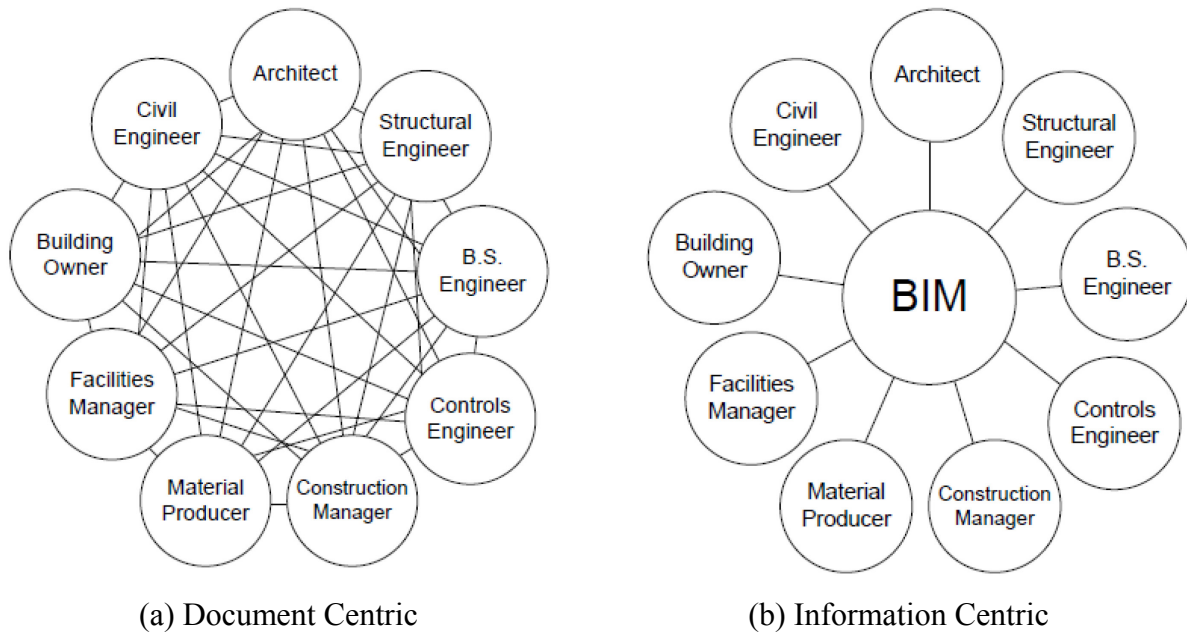 Architect
Civil
Engineer
Structural
Engineer
Building
Owner
B.S.
Engineer
Facilities
Manager
Controls
Engineer
Material
Producer
Construction
Manager
(a) Document Centric
Architect
Civil
Engineer
Structural
Engineer
Building
Owner
BIM
B.S.
Engineer
Facilities
Manager
Controls
Engineer
Material
Producer
Construction
Manager
(b) Information Centric